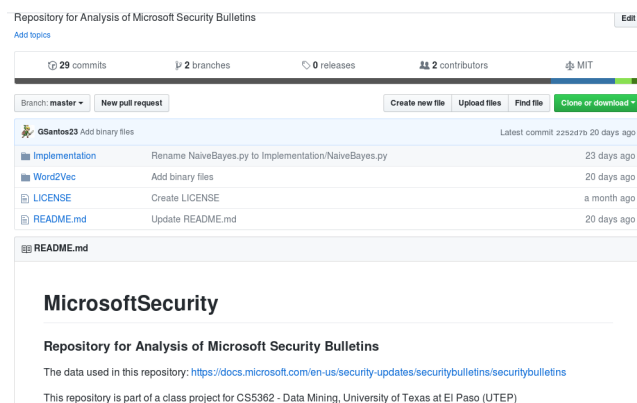 Repository for Analysis of Microsoft Security Bulletins
Edit
Add topics
29 commits 2 branches 0 releases 2 contributors MIT
Branch: master New pull request Create new file Upload files Find file Clone or download
GSantos23 Add binary files Latest commit 2252d7b 20 days ago
Implementation Rename NaiveBayes.py to Implementation/NaiveBayes.py 23 days ago
Word2Vec Add binary files 20 days ago
LICENSE Create LICENSE a month ago
README.md Update README.md 20 days ago
README.md
MicrosoftSecurity
Repository for Analysis of Microsoft Security Bulletins
The data used in this repository: https://docs.microsoft.com/en-us/security-updates/securitybulletins/securitybulletins
This repository is part of a class project for CS5362 - Data Mining, University of Texas at El Paso (UTEP)